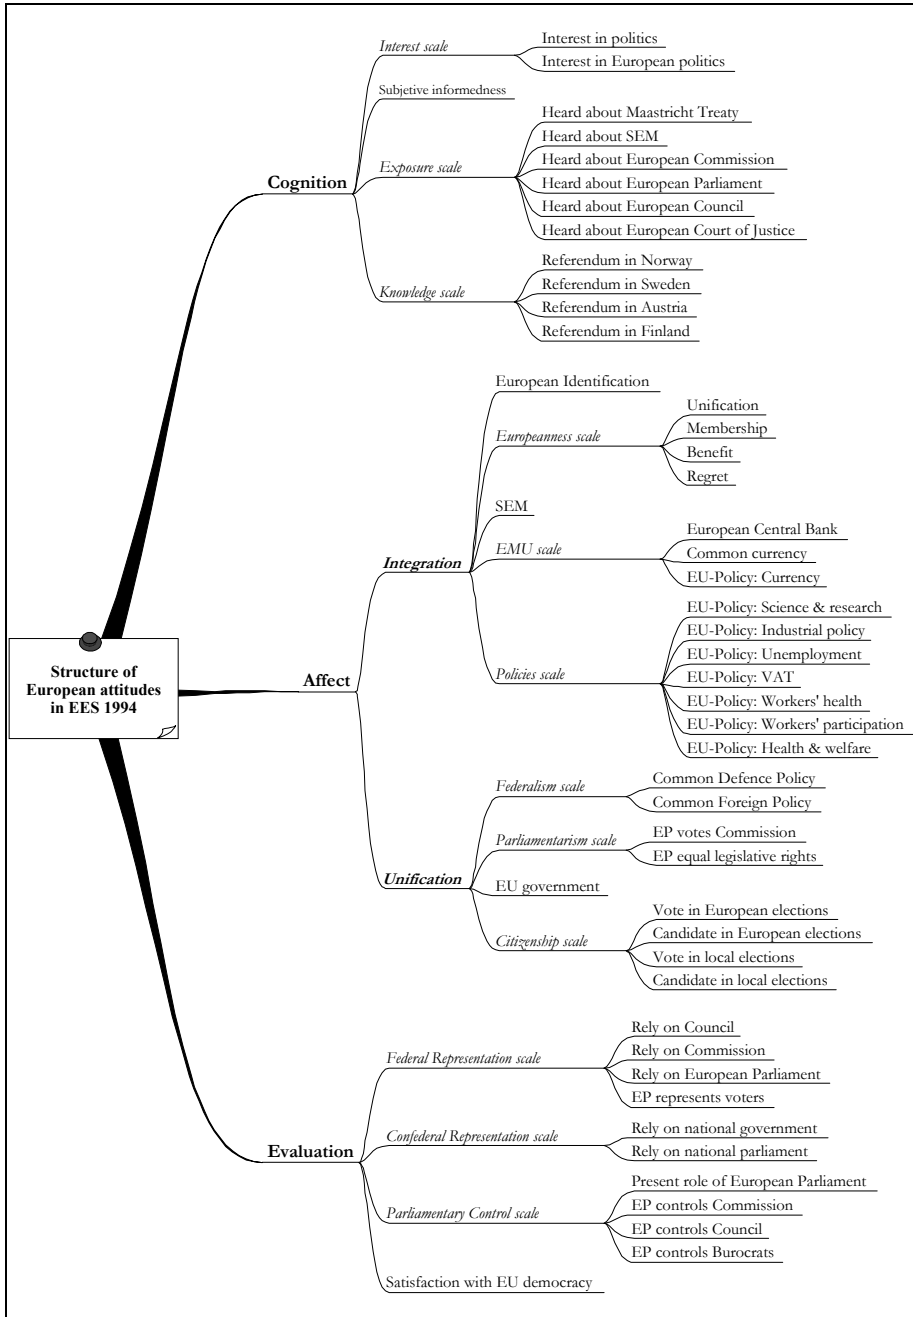 Structure of
European attitudes
in EES 1994
Cognition
Interest scale
Interest in politics
Interest in European politics
Subjetive informedness
Exposure scale
Heard about Maastricht Treaty
Heard about SEM
Heard about European Commission
Heard about European Parliament
Heard about European Council
Heard about European Court of Justice
Knowledge scale
Referendum in Norway
Referendum in Sweden
Referendum in Austria
Referendum in Finland
Affect
Integration
European Identification
Europeanness scale
Unification
Membership
Benefit
Regret
SEM
EMU scale
European Central Bank
Common currency
EU-Policy: Currency
Policies scale
EU-Policy: Science & research
EU-Policy: Industrial policy
EU-Policy: Unemployment
EU-Policy: VAT
EU-Policy: Workers' health
EU-Policy: Workers' participation
EU-Policy: Health & welfare
Unification
Federalism scale
Common Defence Policy
Common Foreign Policy
Parliamentarism scale
EP votes Commission
EP equal legislative rights
EU government
Citizenship scale
Vote in European elections
Candidate in European elections
Vote in local elections
Candidate in local elections
Evaluation
Federal Representation scale
Rely on Council
Rely on Commission
Rely on European Parliament
EP represents voters
Confederal Representation scale
Rely on national government
Rely on national parliament
Parliamentary Control scale
Present role of European Parliament
EP controls Commission
EP controls Council
EP controls Burocrats
Satisfaction with EU democracy